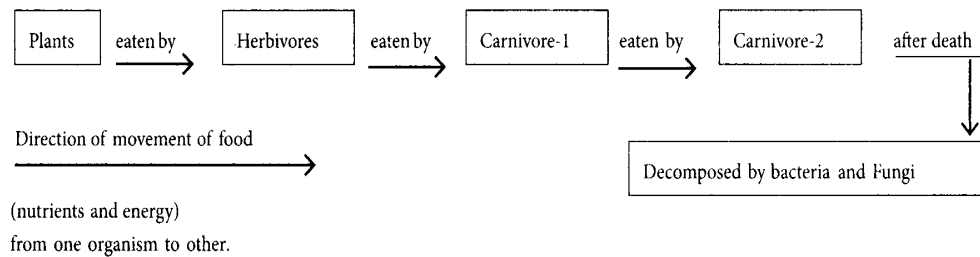 Plants eaten by Herbivores eaten by Carnivore-1 eaten by Carnivore-2 after death
Direction of movement of food
Decomposed by bacteria and Fungi
(nutrients and energy)
from one organism to other.